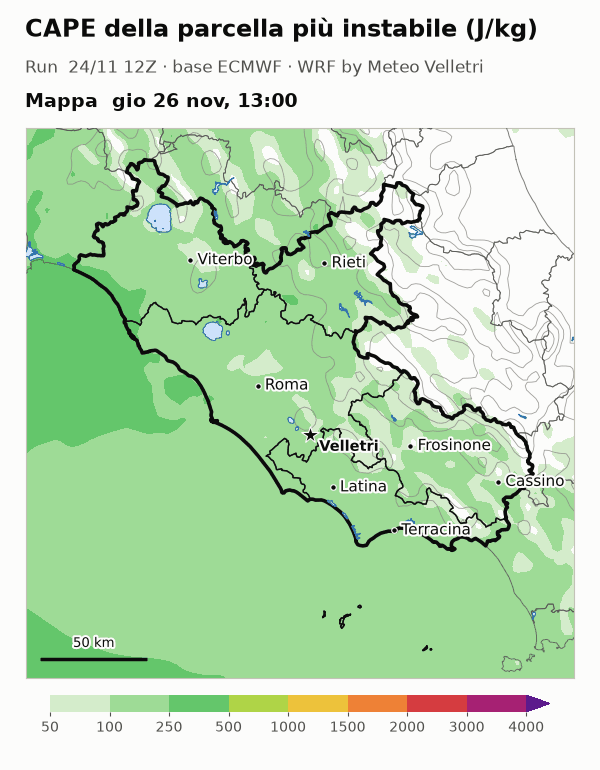 CAPE della parcella più instabile (J/kg)
Run  24/11 12Z · base ECMWF · WRF by Meteo Velletri
Mappa  gio 26 nov, 13:00
Viterbo
Rieti
Roma
Velletri
Frosinone
Cassino
Latina
Terracina
50 km
50 100 250 500 1000 1500 2000 3000 4000